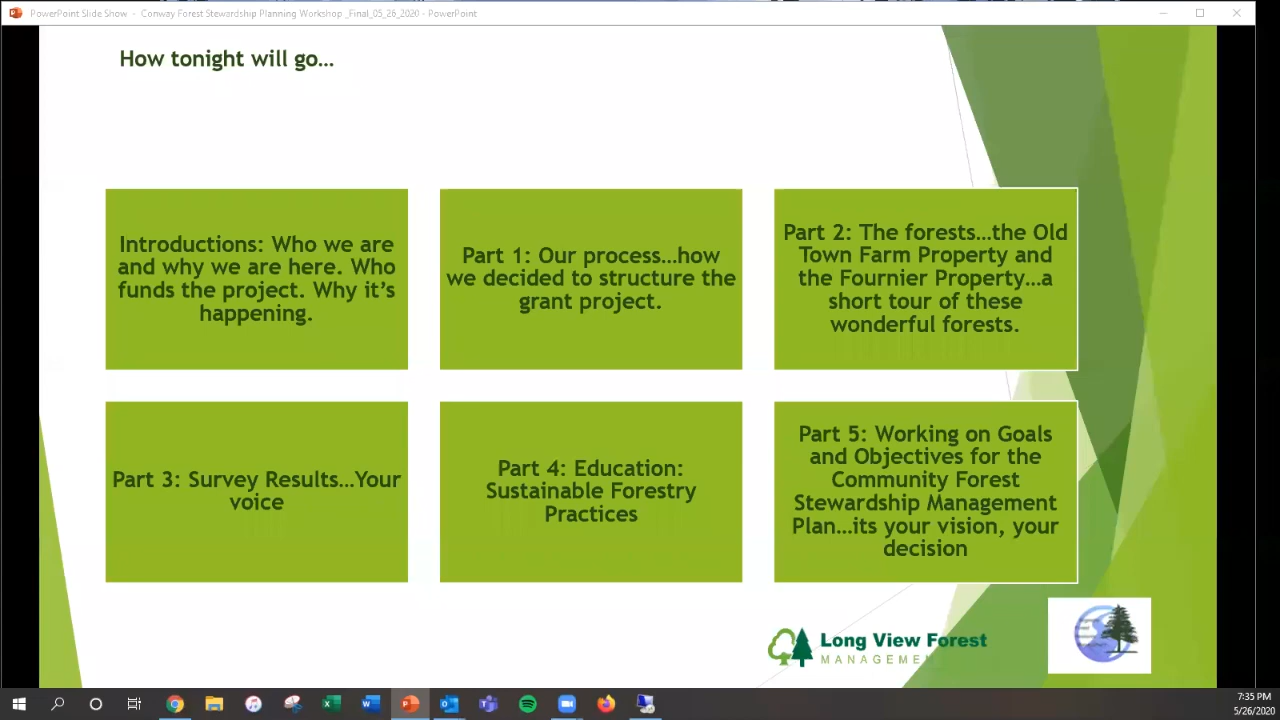 PowerPoint Slide Show - Conway Forest Stewardship Planning Workshop _Final_05_26_2020 - PowerPoint
How tonight will go...
Introductions: Who we are
and why we are here. Who
funds the project. Why it's
happening.
Part 1: Our process...how
we decided to structure the
grant project.
Part 2: The forests...the Old
Town Farm Property and
the Fournier Property...a
short tour of these
wonderful forests.
Part 3: Survey Results...Your
voice
Part 4: Education:
Sustainable Forestry
Practices
Part 5: Working on Goals
and Objectives for the
Community Forest
Stewardship Management
Plan...its your vision, your
decision
Long View Forest
MANAGEMENT
7:35 PM
5/26/2020